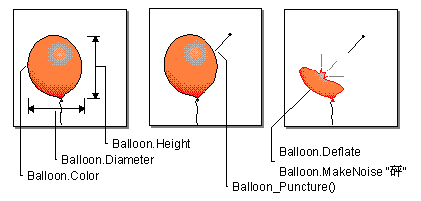 Balloon.Height
Balloon.Diameter
Balloon.Color
Balloon.Deflate
Balloon.MakeNoise "砰"
Balloon_Puncture()